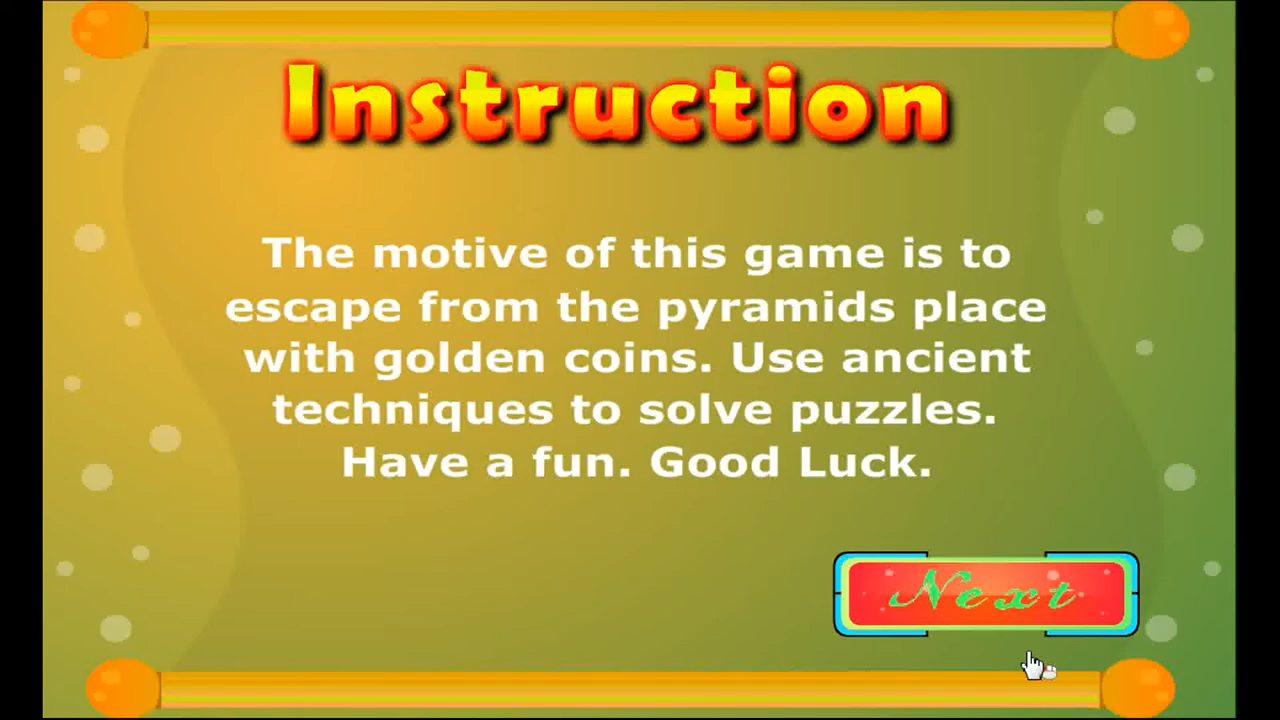 Instruction
The motive of this game is to
escape from the pyramids place
with golden coins. Use ancient
techniques to solve puzzles.
Have a fun. Good Luck.
Next